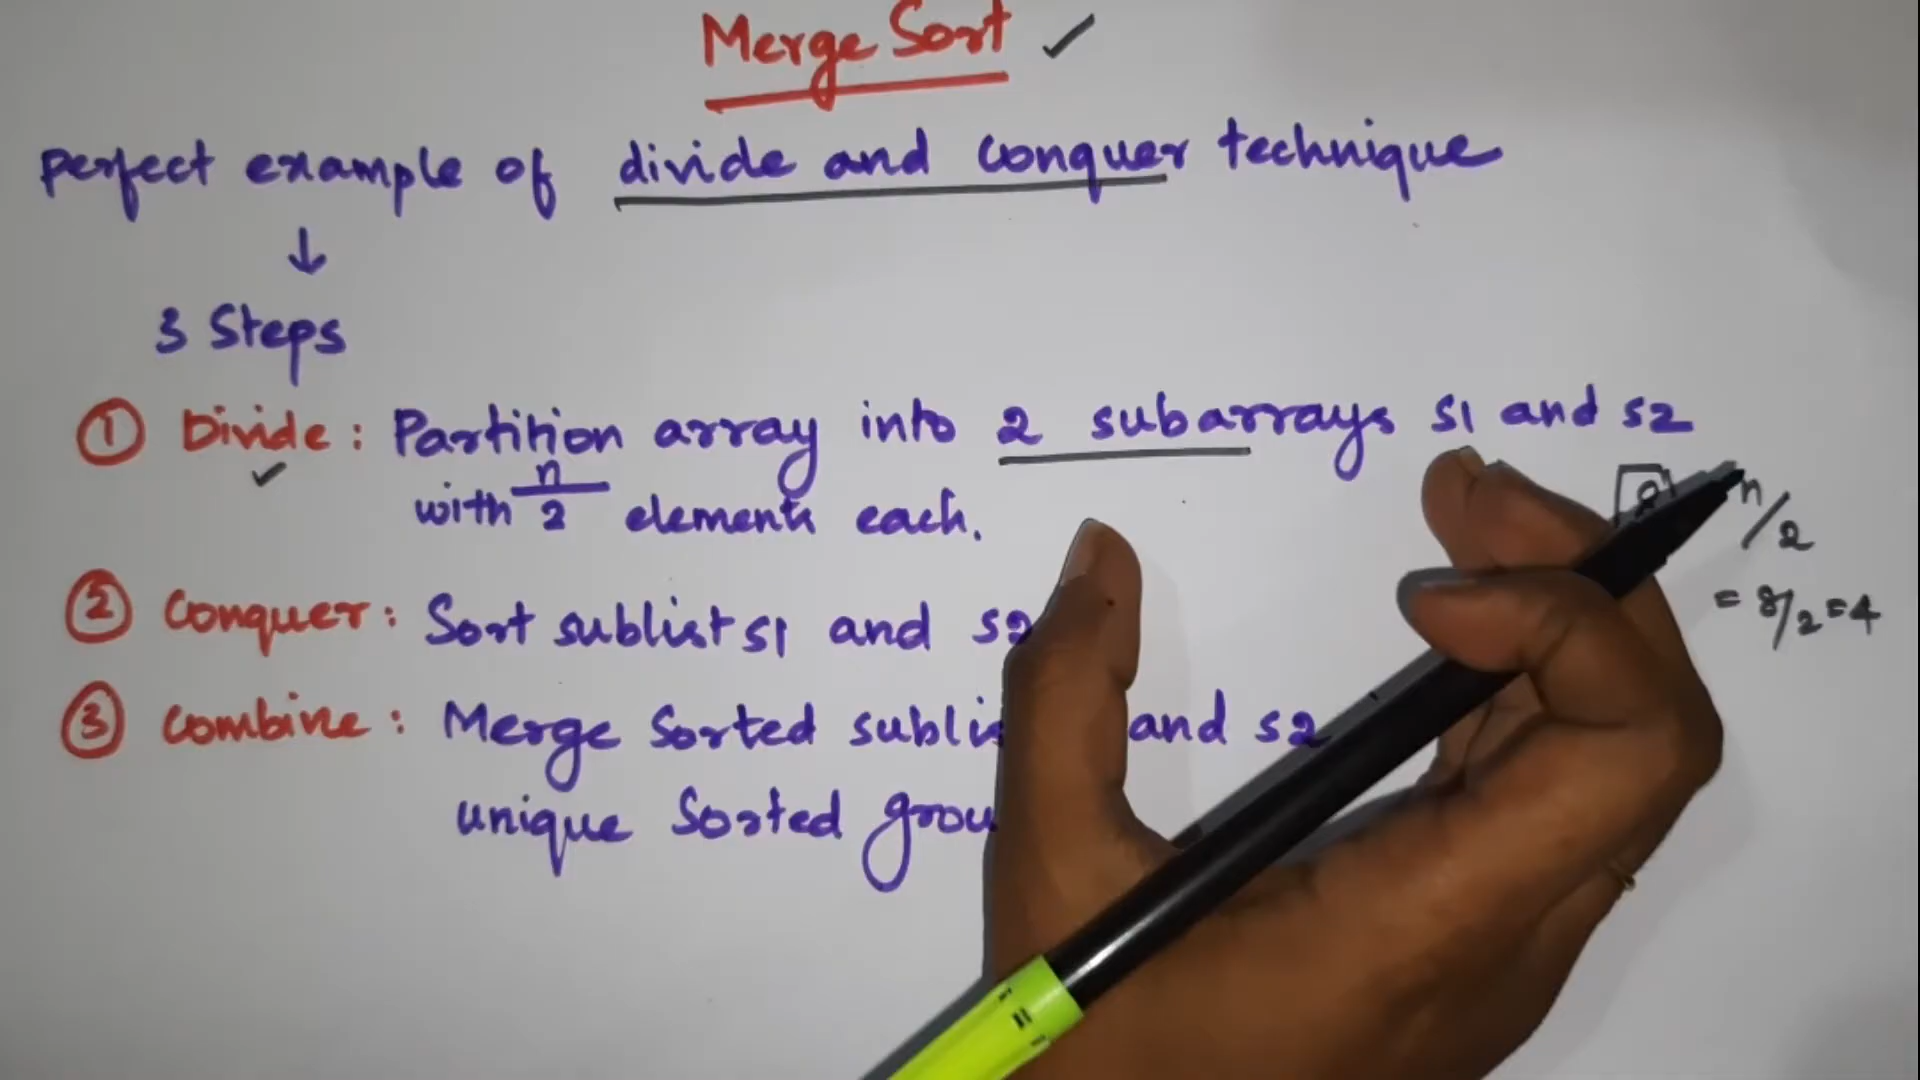 Merge Sort ✓
perfect example of divide and conquer technique
↓
3 Steps
① Divide: Partition array into 2 subarrays S1 and S2
with n/2 elements each.
8 n/2
= 8/2 = 4
② Conquer: Sort sublist S1 and S2
③ Combine: Merge Sorted and S2
unique Sorted